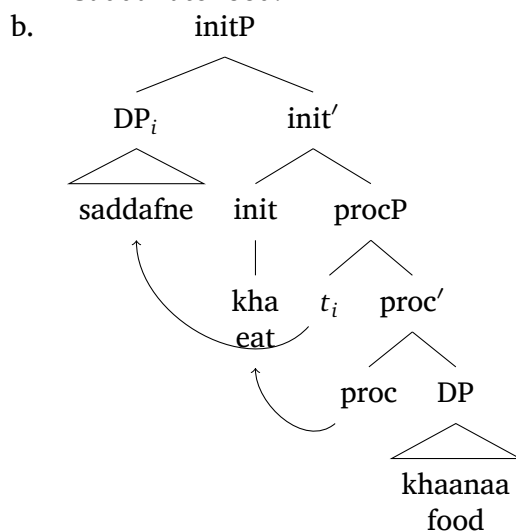 b. initP
DPᵢ init′
saddafne init procP
kha tᵢ proc′
eat
proc DP
khaanaa
food